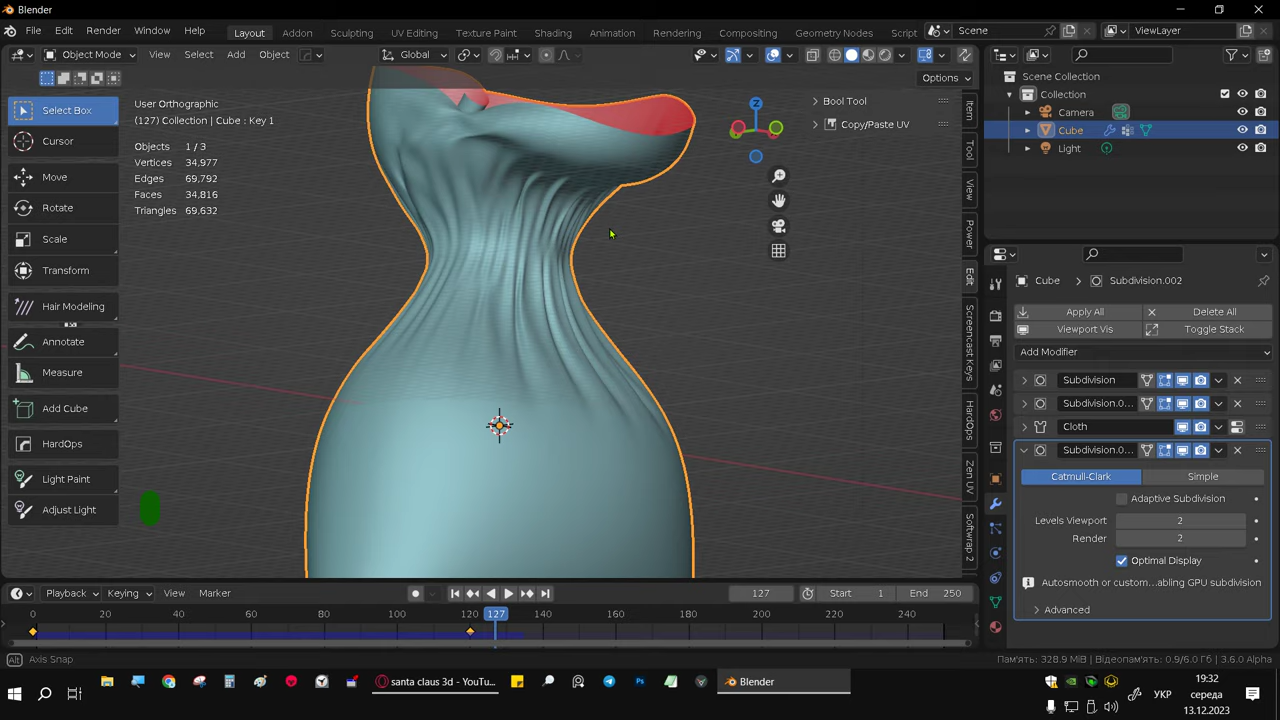 Blender
File Edit Render Window Help Layout Addon Sculpting UV Editing Texture Paint Shading Animation Rendering Compositing Geometry Nodes Script Scene ViewLayer
Object Mode View Select Add Object Global
Options
Select Box
Cursor
Move
Rotate
Scale
Transform
Hair Modeling
Annotate
Measure
Add Cube
HardOps
Light Paint
Adjust Light
User Orthographic
(127) Collection | Cube : Key 1
Objects 1 / 3
Vertices 34,977
Edges 69,792
Faces 34,816
Triangles 69,632
Z
Bool Tool
Copy/Paste UV
Item
Tool
View
Power
Edit
Screencast Keys
HardOps
Zen UV
Softwrap 2
Scene Collection
Collection
Camera
Cube
Light
Cube Subdivision.002
Apply All Delete All
Viewport Vis Toggle Stack
Add Modifier
Subdivision
Subdivision.0...
Cloth
Subdivision.0...
Catmull-Clark Simple
Adaptive Subdivision
Levels Viewport 2
Render 2
Optimal Display
Autosmooth or custom...abling GPU subdivision
Advanced
Playback Keying View Marker 127 Start 1 End 250
0 20 40 60 80 100 120 127 140 160 180 200 220 240
Alt Axis Snap Пам'ять: 328.9 MiB | Відеопам'ять: 0.9/6.0 Гб | 3.6.0 Alpha
santa claus 3d - YouTu... Ps Blender
УКР
19:32
середа
13.12.2023